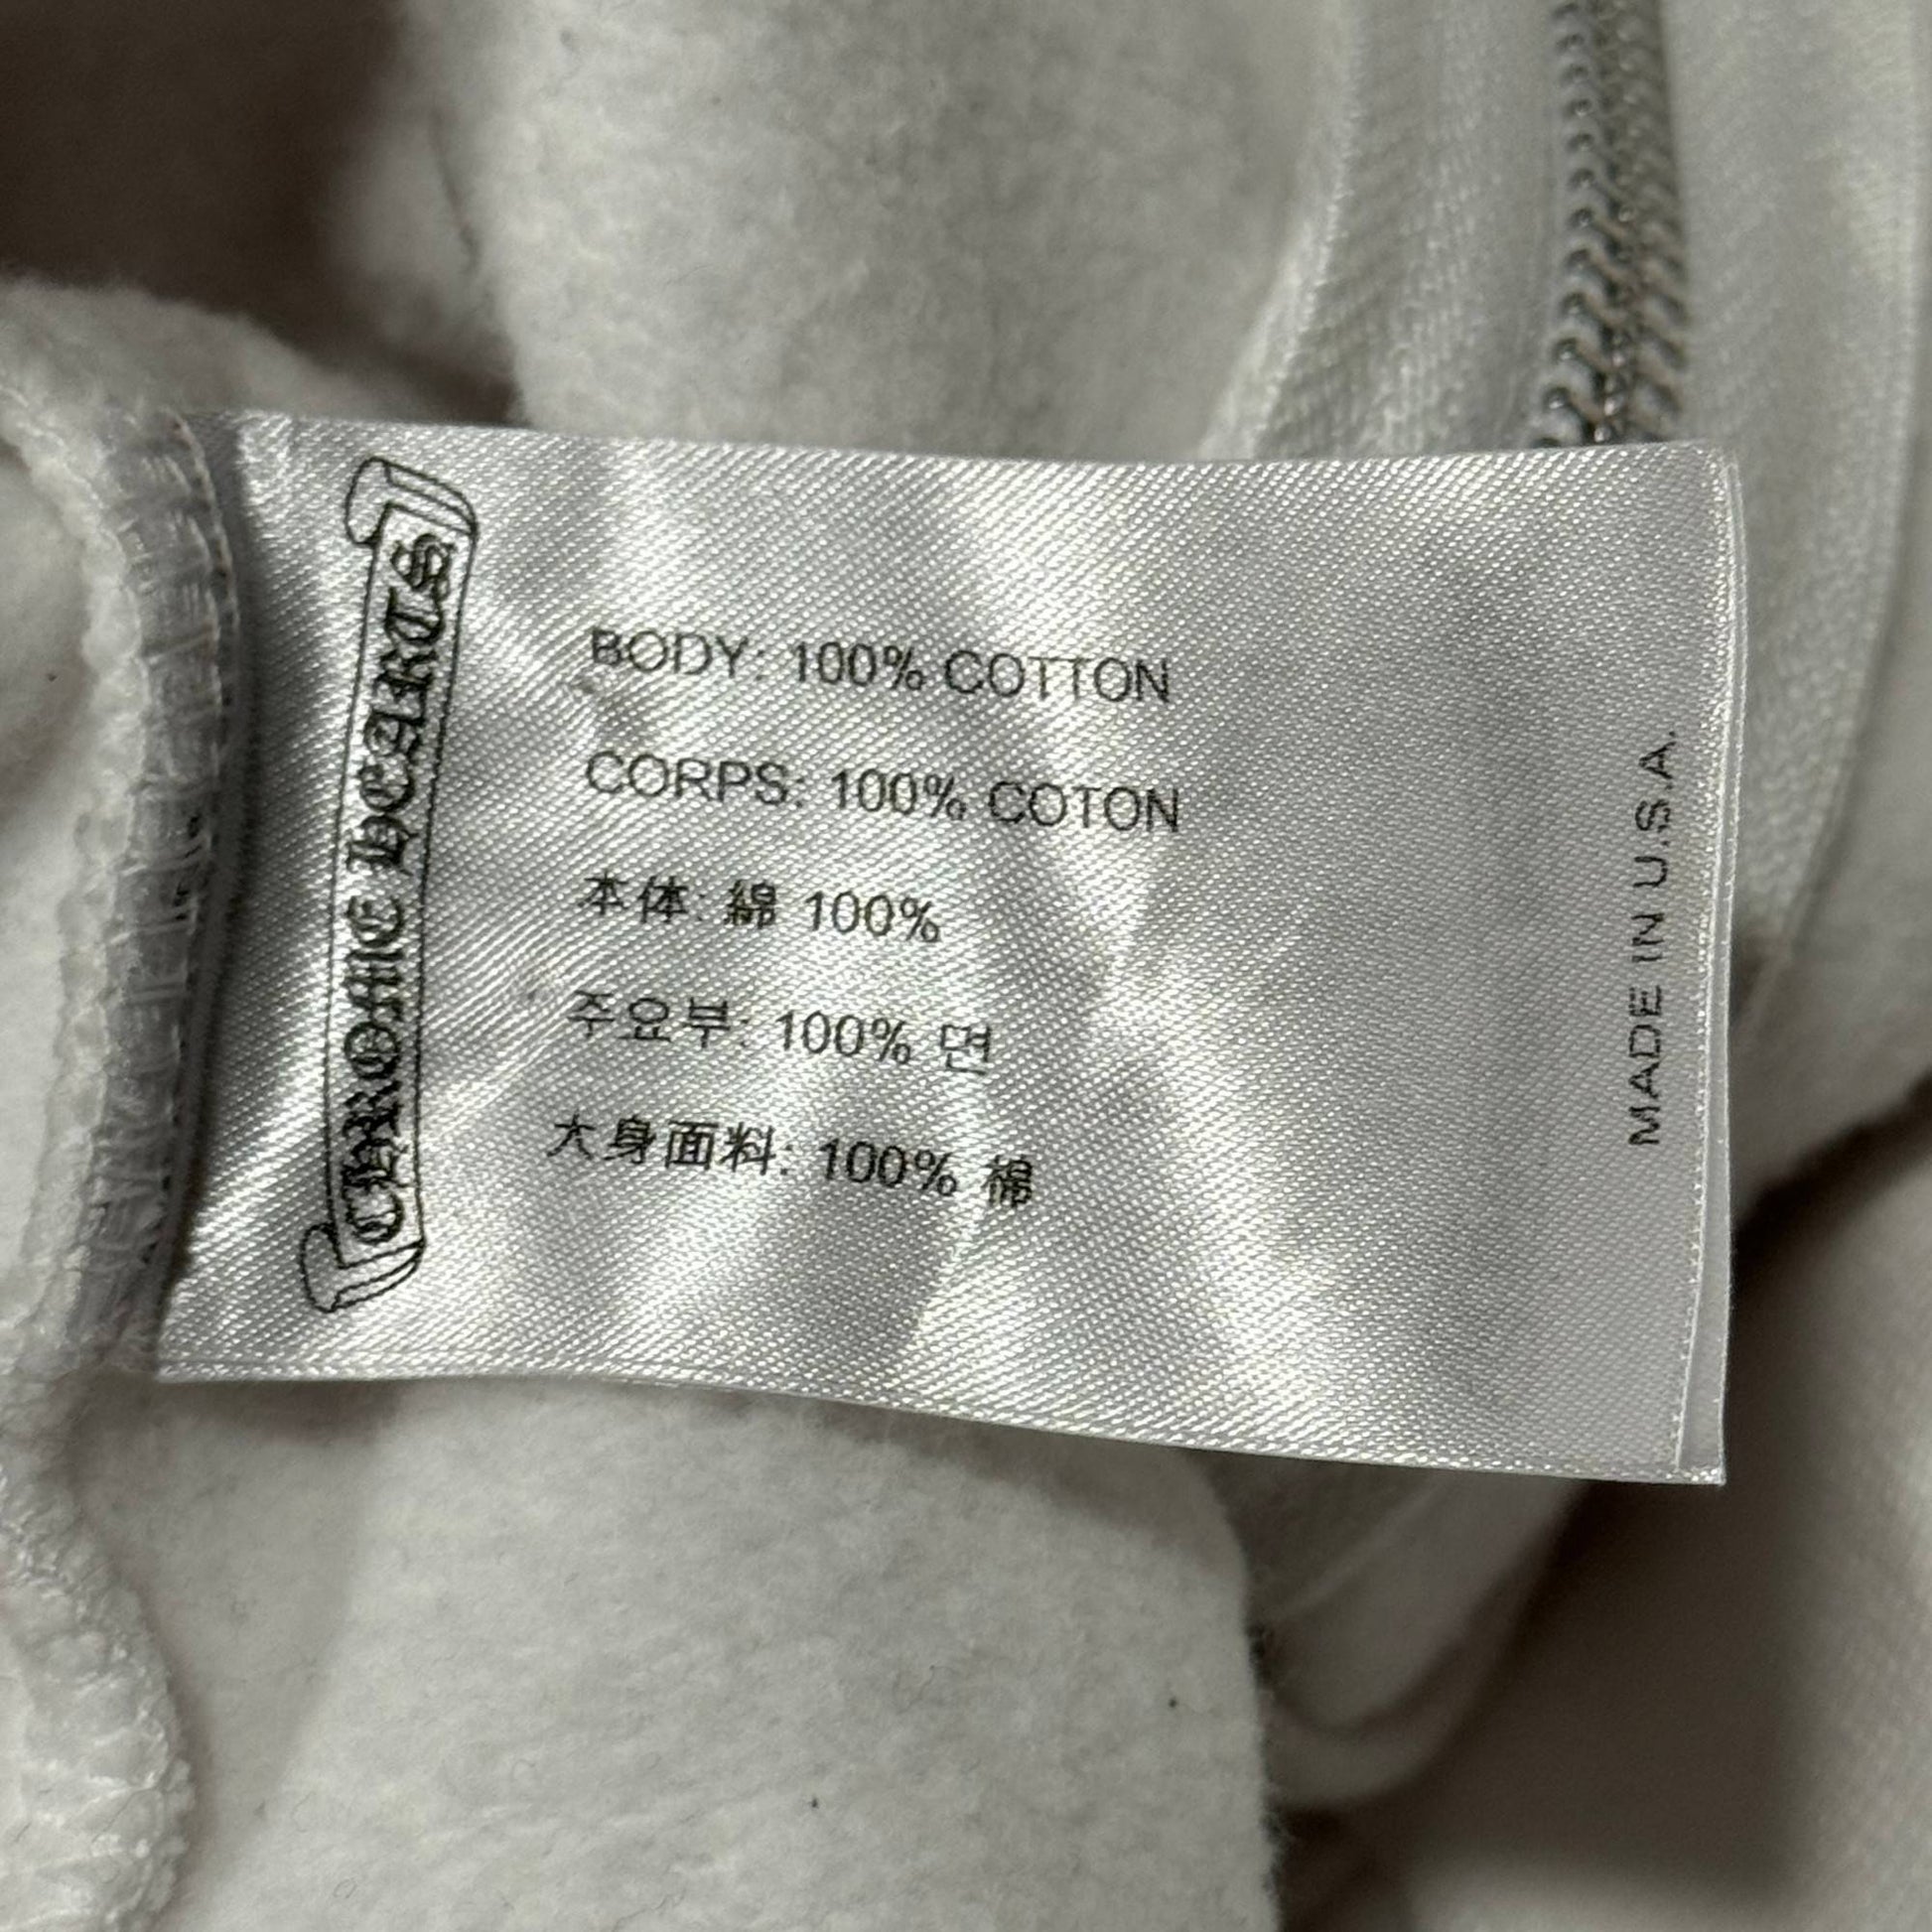 CHROME HEARTS
BODY: 100% COTTON
CORPS: 100% COTON
本体: 綿 100%
주요부: 100% 면
大身面料: 100% 棉
MADE IN U.S.A.